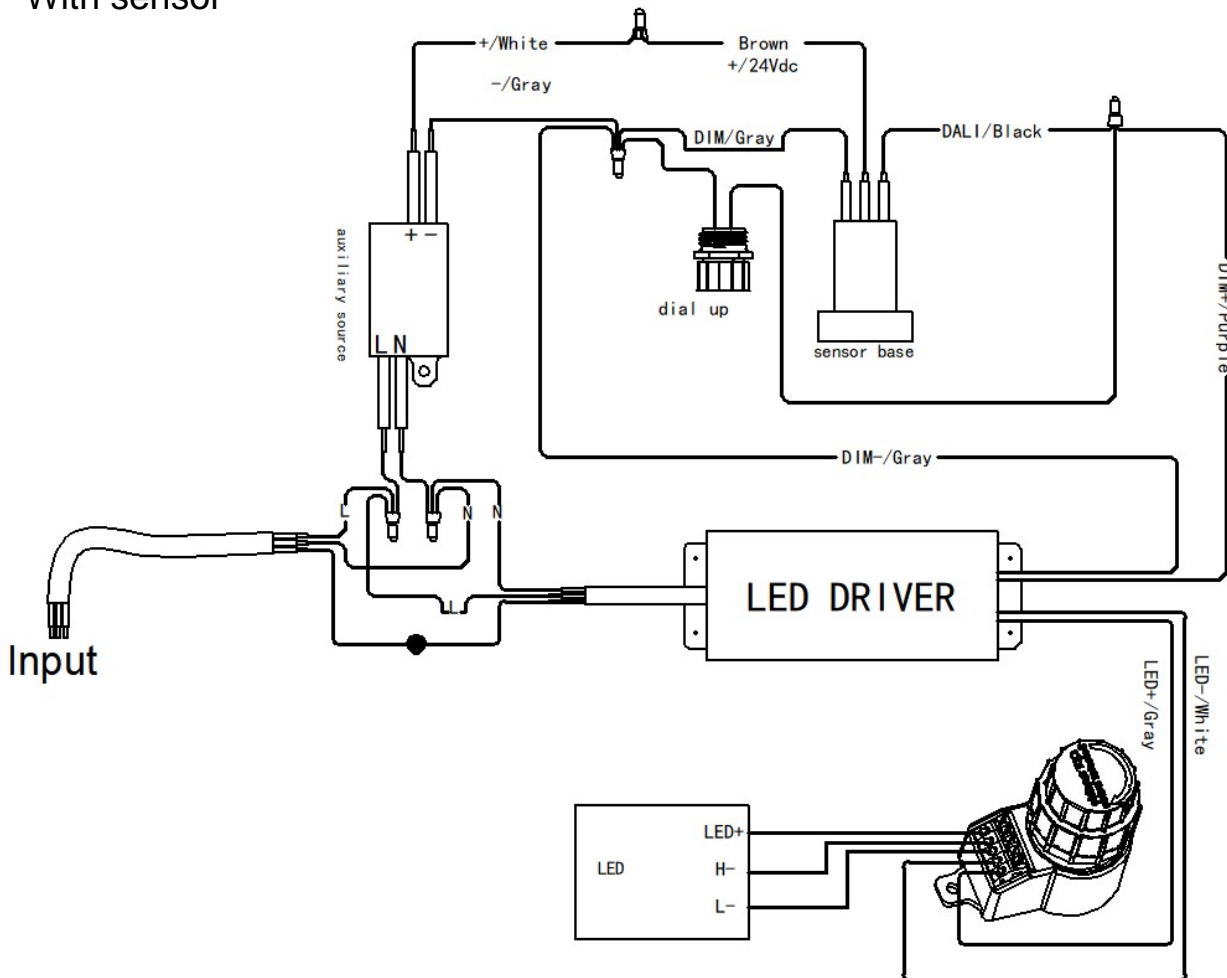 With sensor
+/White
Brown
+/24Vdc
-/Gray
DIM/Gray
DALI/Black
+-
auxiliary source
dial up
sensor base
DIM+/Purple
LN
DIM-/Gray
L
N
N
L
Input
LED DRIVER
LED+/Gray
LED-/White
LED+
LED
H-
L-